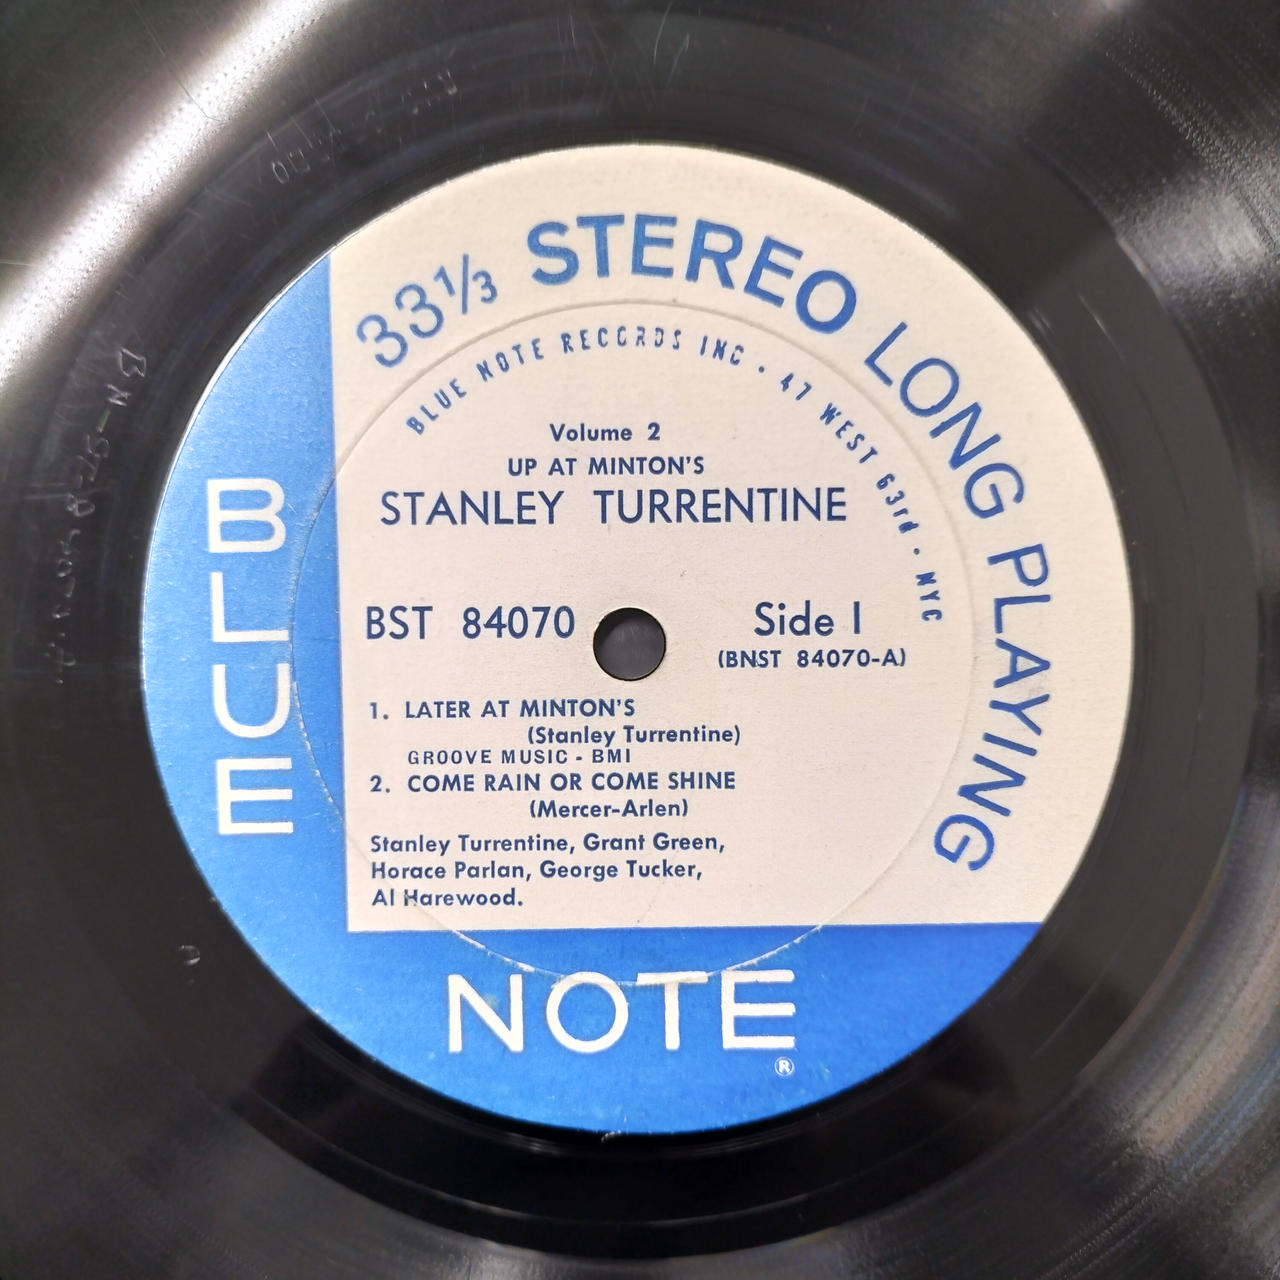 33⅓ STEREO LONG PLAYING
BLUE NOTE RECORDS INC · 47 WEST 63rd · NYC
Volume 2
UP AT MINTON'S
STANLEY TURRENTINE
BST 84070
Side 1
(BNST 84070-A)
1. LATER AT MINTON'S
(Stanley Turrentine)
GROOVE MUSIC - BMI
2. COME RAIN OR COME SHINE
(Mercer-Arlen)
Stanley Turrentine, Grant Green,
Horace Parlan, George Tucker,
Al Harewood.
BLUE
NOTE
®